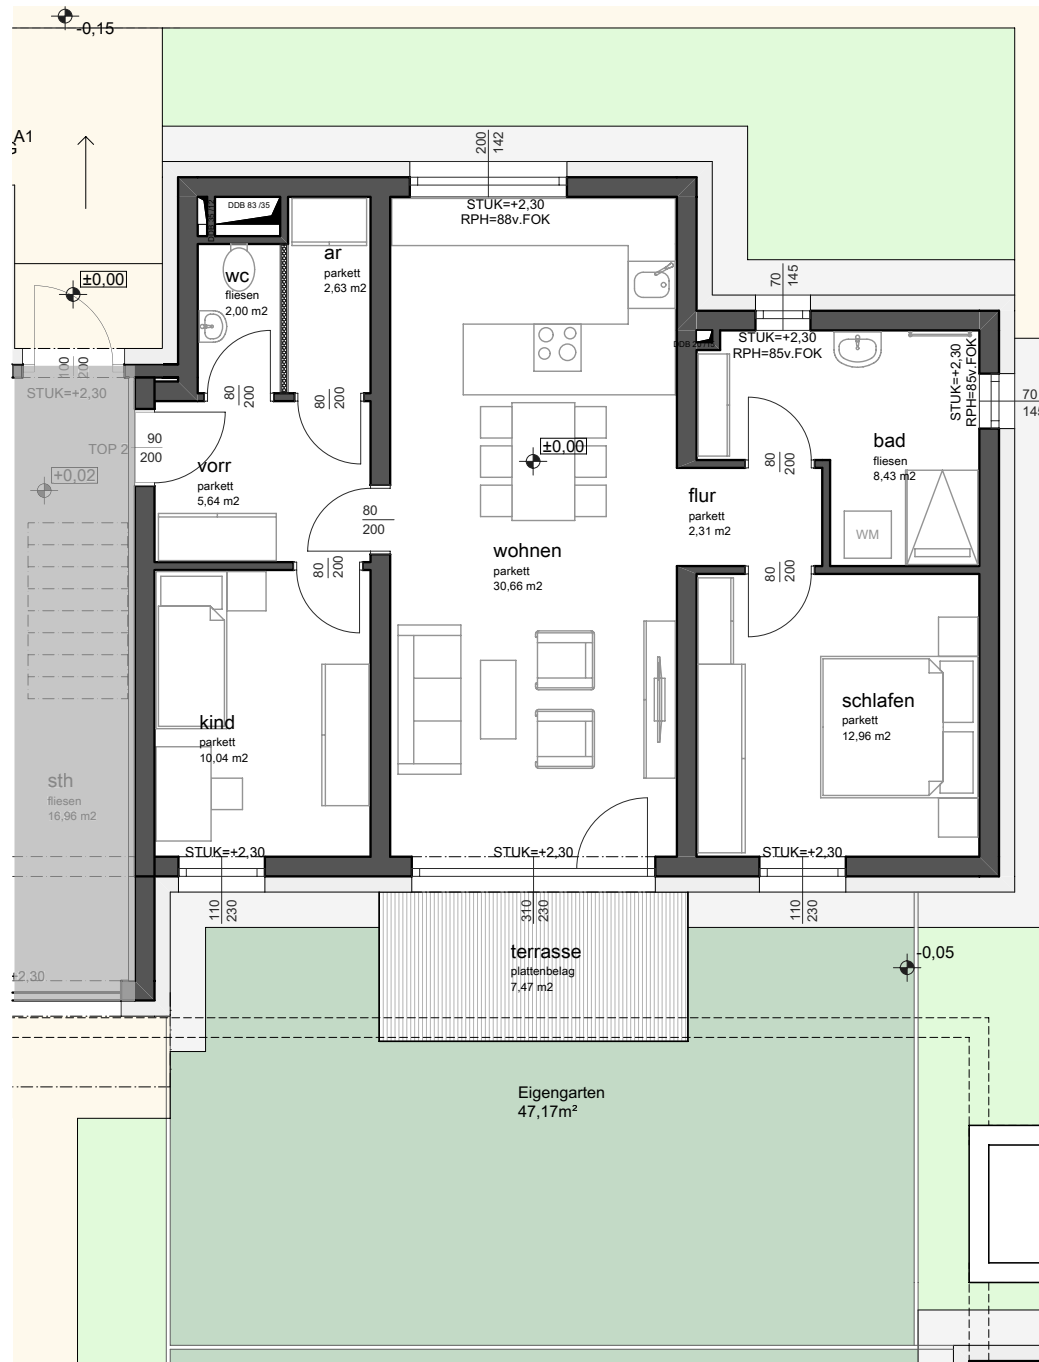 -0,15
A1
200
142
STUK=+2,30
RPH=88v.FOK
DDB 83 /35
ar
parkett
2,63 m2
wc
fliesen
2,00 m2
±0,00
70
145
STUK=+2,30
RPH=85v.FOK
STUK=+2,30
RPH=85v.FOK
70
145
100
200
STUK=+2,30
80
200
80
200
TOP 2
90
200
+0,02
vorr
parkett
5,64 m2
±0,00
80
200
bad
fliesen
8,43 m2
flur
parkett
2,31 m2
80
200
WM
wohnen
parkett
30,66 m2
80
200
80
200
kind
parkett
10,04 m2
schlafen
parkett
12,96 m2
sth
fliesen
16,96 m2
STUK=+2,30
STUK=+2,30
STUK=+2,30
110
230
310
230
110
230
terrasse
plattenbelag
7,47 m2
-0,05
+2,30
Eigengarten
47,17m²